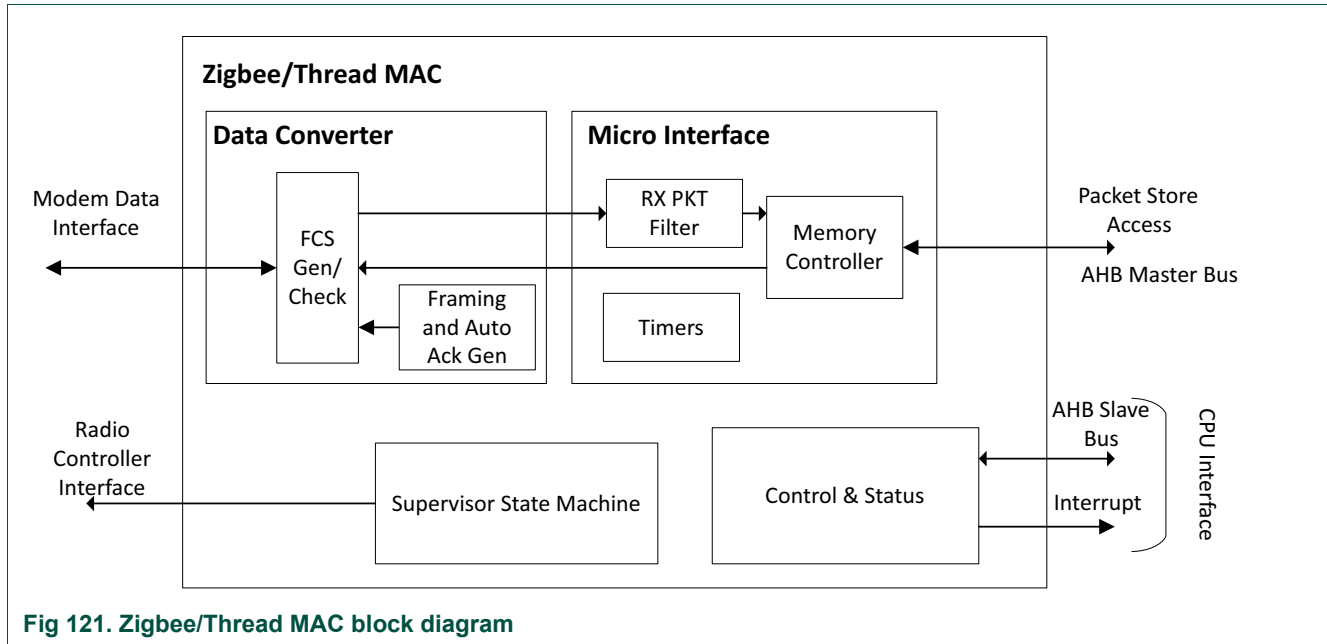 Zigbee/Thread MAC
Data Converter
Micro Interface
Modem Data
Interface
FCS
Gen/
Check
Framing
and Auto
Ack Gen
RX PKT
Filter
Memory
Controller
Timers
Packet Store
Access
AHB Master Bus
Radio
Controller
Interface
Supervisor State Machine
Control & Status
AHB Slave
Bus
Interrupt
CPU Interface
Fig 121. Zigbee/Thread MAC block diagram